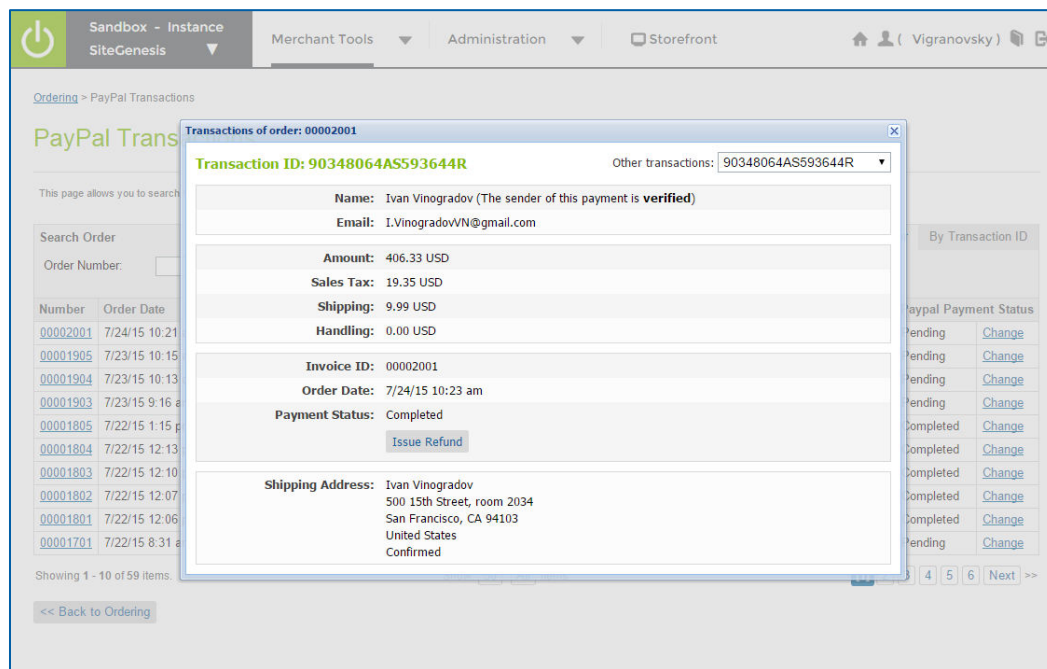 Sandbox - Instance
SiteGenesis
Merchant Tools
Administration
Storefront
( Vigranovsky )
Ordering > PayPal Transactions
PayPal Trans
This page allows you to search
Transactions of order: 00002001
Transaction ID: 90348064AS593644R
Other transactions: 90348064AS593644R
Name: Ivan Vinogradov (The sender of this payment is verified)
Email: I.VinogradovVN@gmail.com
Amount: 406.33 USD
Sales Tax: 19.35 USD
Shipping: 9.99 USD
Handling: 0.00 USD
Invoice ID: 00002001
Order Date: 7/24/15 10:23 am
Payment Status: Completed
Issue Refund
Shipping Address: Ivan Vinogradov
500 15th Street, room 2034
San Francisco, CA 94103
United States
Confirmed
Search Order By Transaction ID
Order Number:
Number Order Date Paypal Payment Status
00002001 7/24/15 10:21 Pending Change
00001905 7/23/15 10:15 Pending Change
00001904 7/23/15 10:13 Pending Change
00001903 7/23/15 9:16 a Pending Change
00001805 7/22/15 1:15 p Completed Change
00001804 7/22/15 12:13 Completed Change
00001803 7/22/15 12:10 Completed Change
00001802 7/22/15 12:07 Completed Change
00001801 7/22/15 12:06 Completed Change
00001701 7/22/15 8:31 a Pending Change
Showing 1 - 10 of 59 items. 3 4 5 6 Next >>
<< Back to Ordering